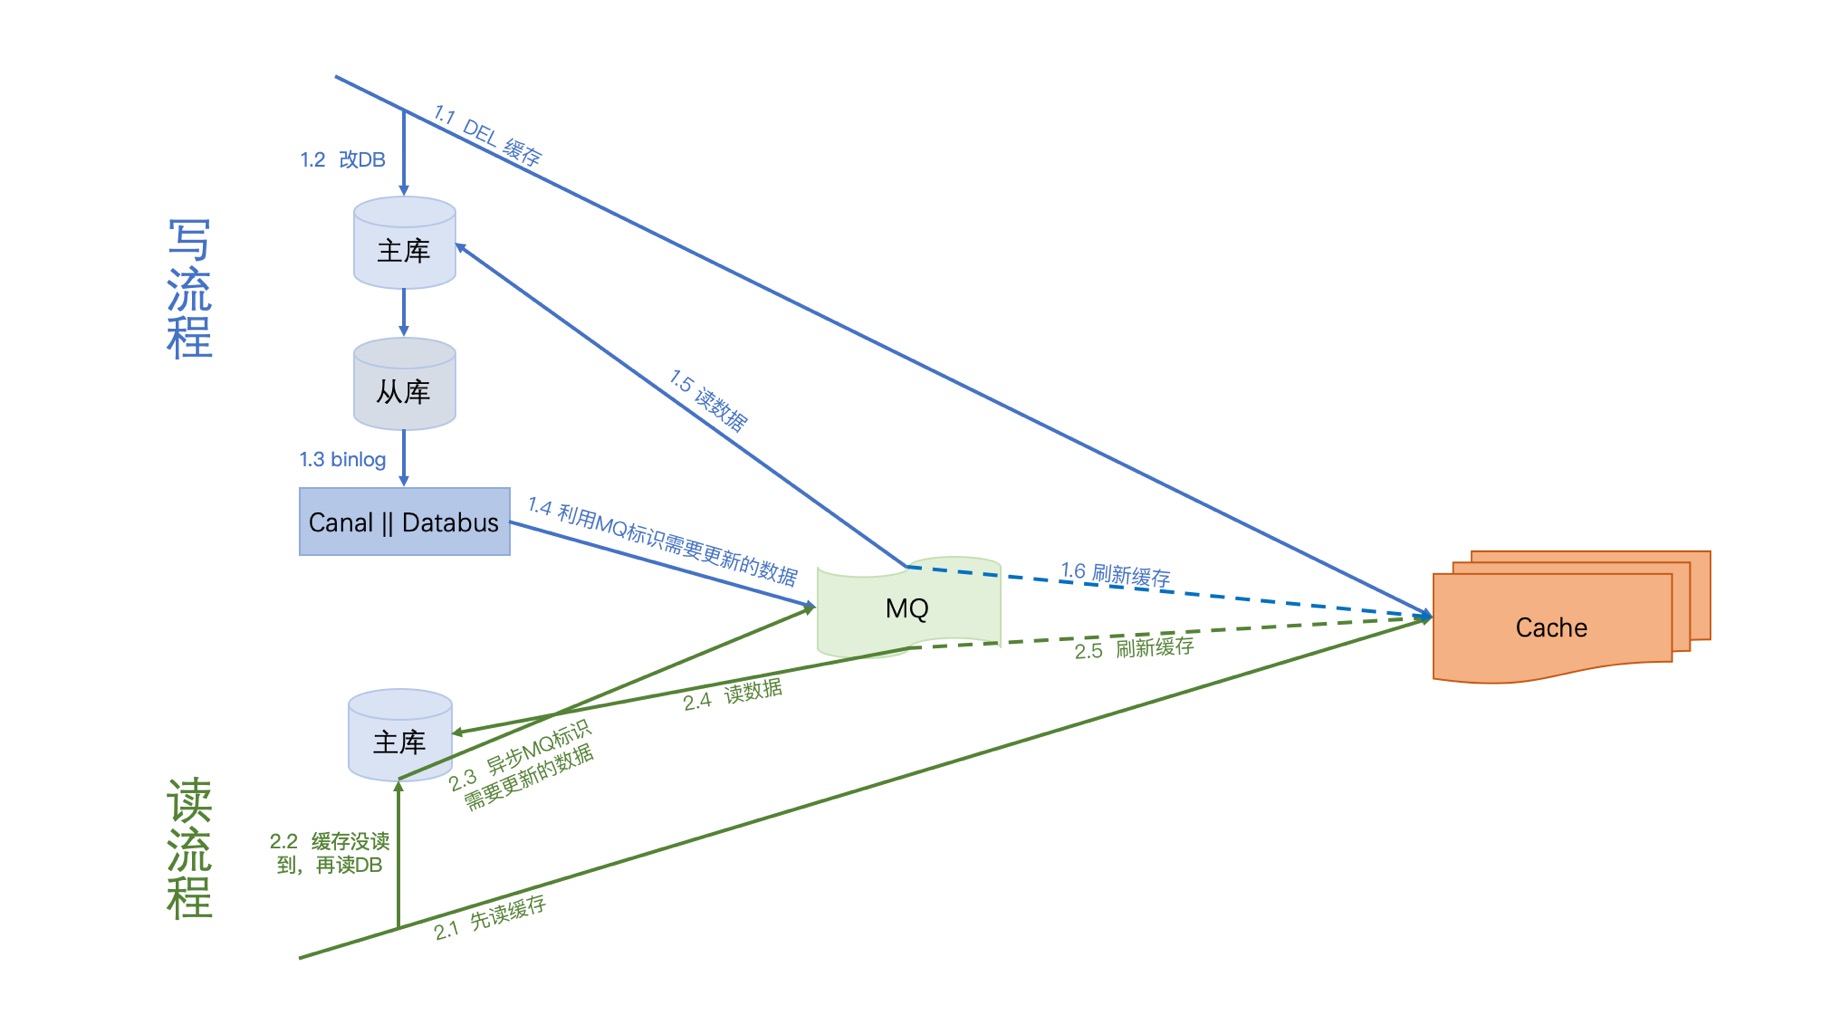 写流程
1.1 DEL 缓存
1.2 改DB
主库
从库
1.3 binlog
Canal || Databus
1.4 利用MQ标识需要更新的数据
1.5 读数据
MQ
1.6 刷新缓存
Cache
读流程
2.1 先读缓存
2.2 缓存没读
到，再读DB
主库
2.3 异步MQ标识
需要更新的数据
2.4 读数据
2.5 刷新缓存